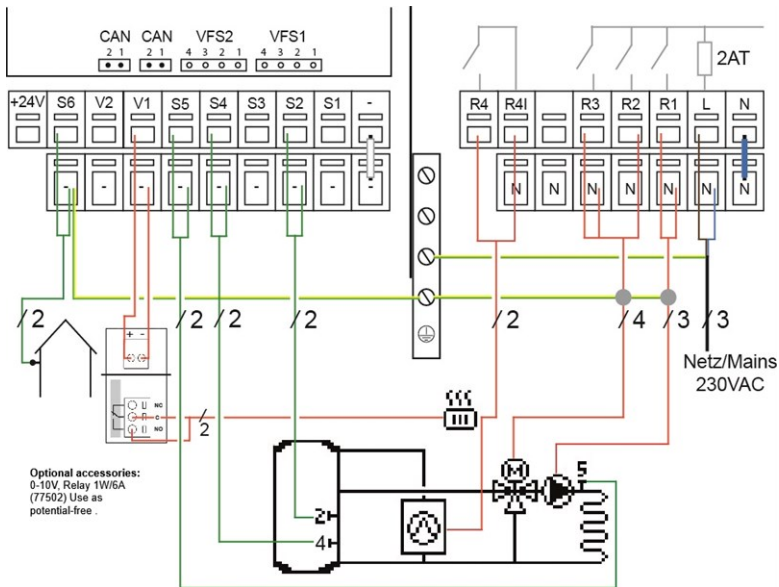 CAN CAN VFS2 VFS1
2 1 2 1 4 3 2 1 4 3 2 1
2AT
+24V S6 V2 V1 S5 S4 S3 S2 S1 - R4 R4I R3 R2 R1 L N
- - - - - - - - N N N N N N N
2 2 2 2 2 4 3 3
+ -
Netz/Mains
230VAC
NC
C
NO
2
M
5
Optional accessories:
0-10V, Relay 1W/6A
(77502) Use as
potential-free .
2
4